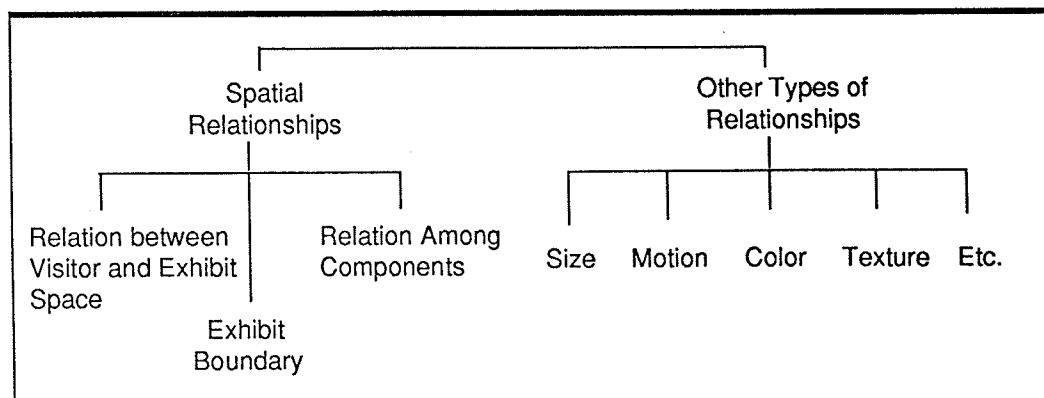 Spatial
Relationships
Other Types of
Relationships
Relation between
Visitor and Exhibit
Space
Exhibit
Boundary
Relation Among
Components
Size
Motion
Color
Texture
Etc.